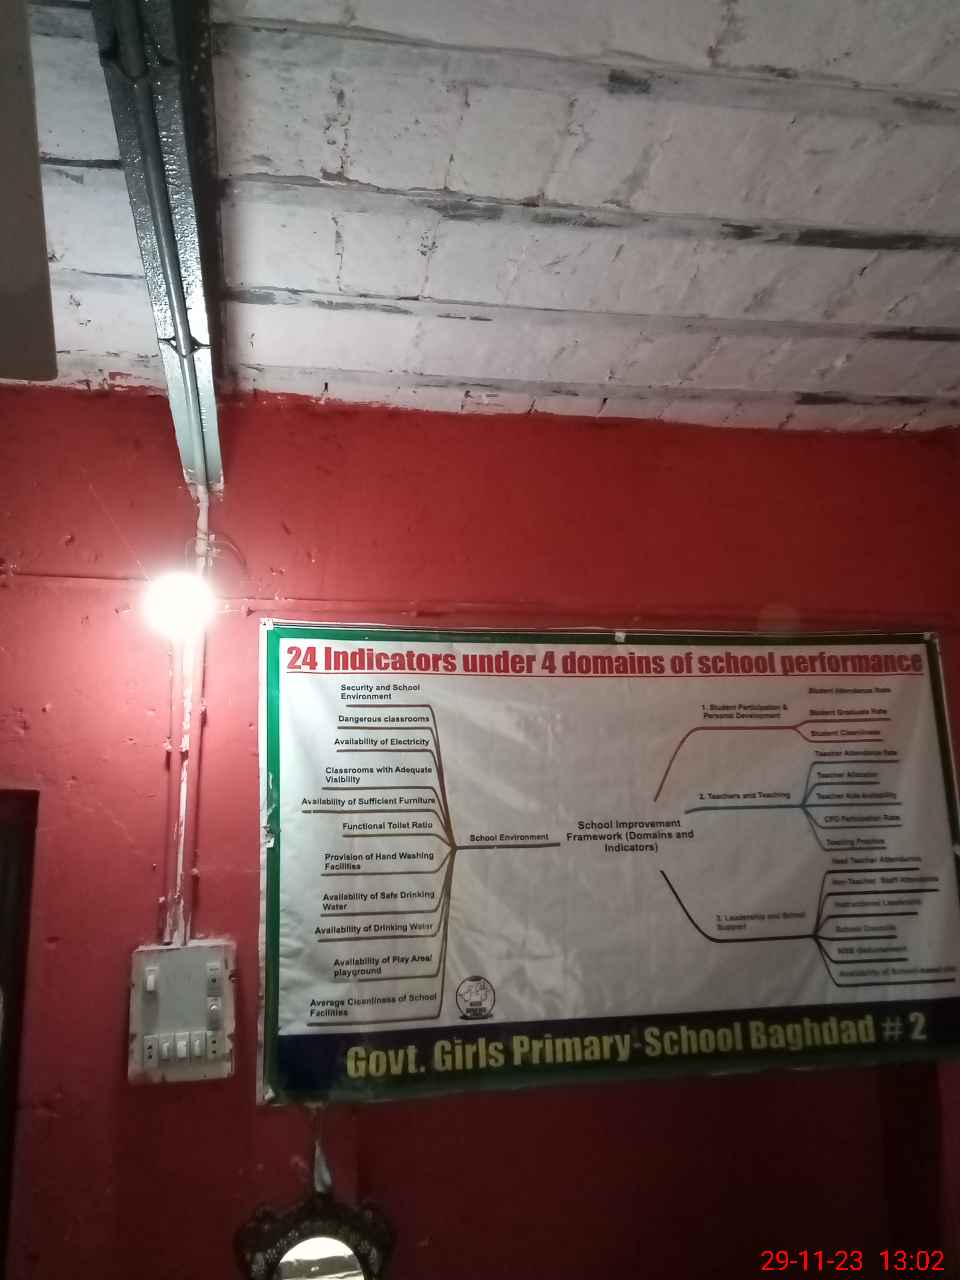 24 Indicators under 4 domains of school performance
Security and School
Environment
Dangerous classrooms
Availability of Electricity
Classrooms with Adequate
Visibility
Availability of Sufficient Furniture
Functional Toilet Ratio
Provision of Hand Washing
Facilities
Availability of Safe Drinking
Water
Availability of Drinking Water
Availability of Play Area/
playground
Average Cleanliness of School
Facilities
School Environment
School Improvement
Framework (Domains and
Indicators)
1. Student Participation &
Personal Development
Student Attendance Rate
Student Graduate Rate
Student Cleanliness
2. Teachers and Teaching
Teacher Attendance Rate
Teacher Allocation
Teacher Aids Availability
CPD Participation Rate
Teaching Practice
3. Leadership and School
Support
Head Teacher Attendance
Non-Teacher Staff Attendance
Instructional Leadership
School Councils
Availability of
Govt. Girls Primary-School Baghdad # 2
29-11-23 13:02